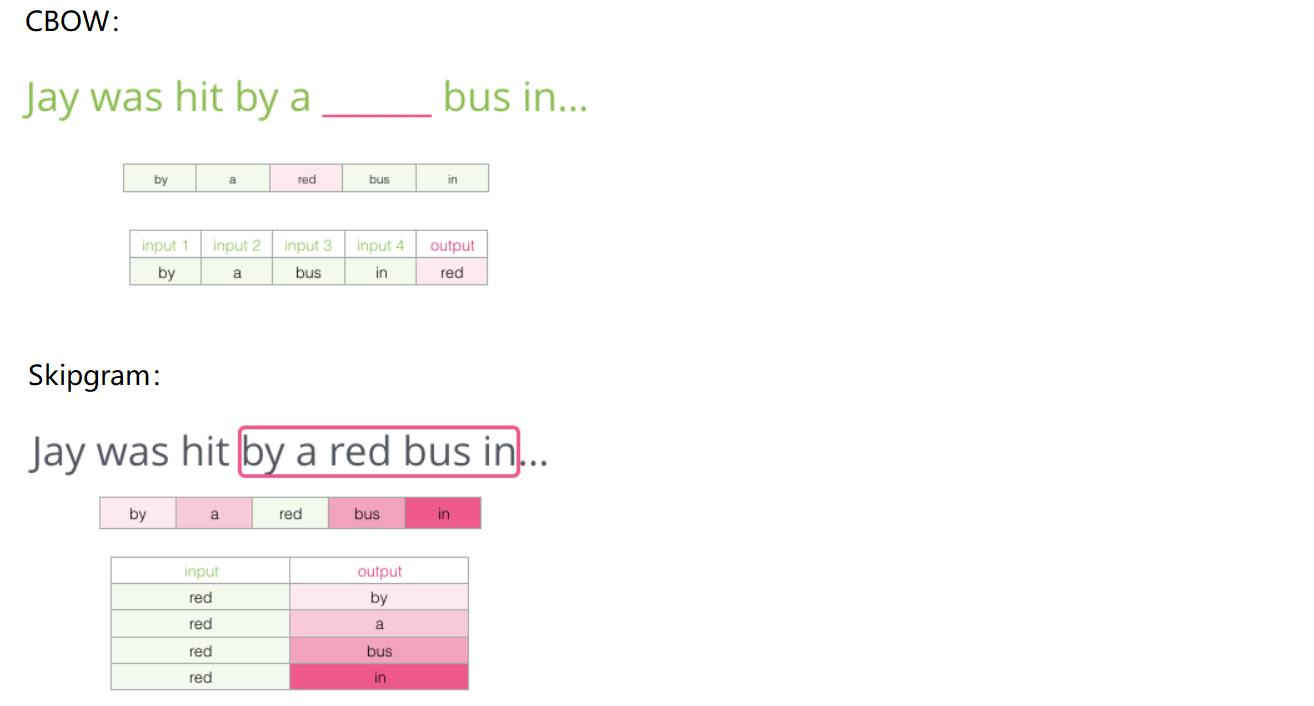 CBOW：
Jay was hit by a ______ bus in...
by a red bus in
input 1 input 2 input 3 input 4 output
by a bus in red
Skipgram：
Jay was hit by a red bus in...
by a red bus in
input output
red by
red a
red bus
red in